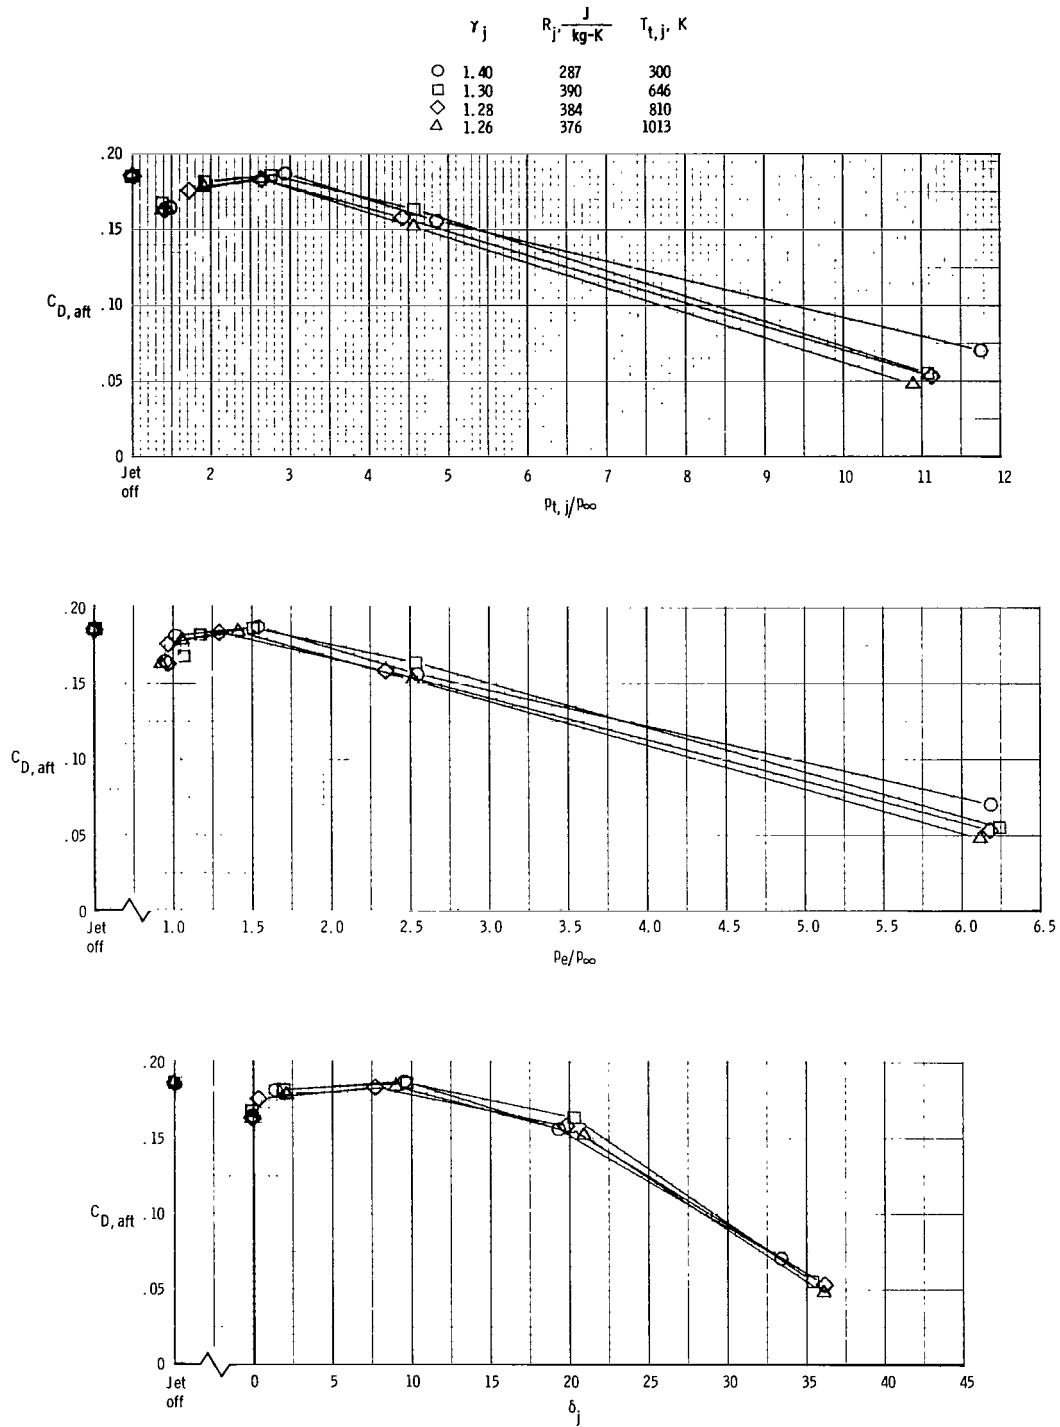 γj Rj, J/kg-K Tt,j, K
○ 1.40 287 300
□ 1.30 390 646
◇ 1.28 384 810
△ 1.26 376 1013
.20
.15
CD, aft .10
.05
0
Jet off 2 3 4 5 6 7 8 9 10 11 12
pt, j/p∞
.20
.15
CD, aft .10
.05
0
Jet off 1.0 1.5 2.0 2.5 3.0 3.5 4.0 4.5 5.0 5.5 6.0 6.5
pe/p∞
.20
.15
CD, aft .10
.05
0
Jet off 0 5 10 15 20 25 30 35 40 45
δj